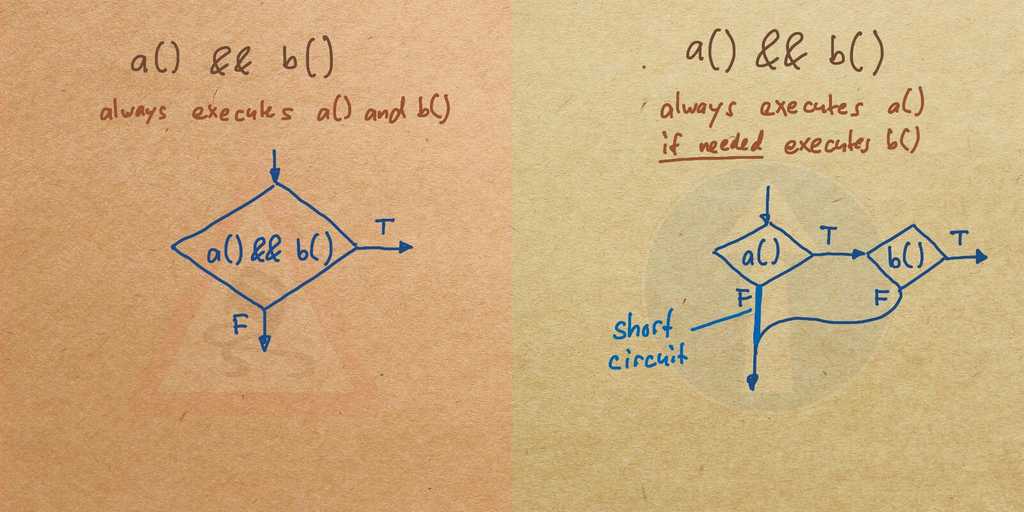 a() && b()
always executes a() and b()
a() && b()
T
F
a() && b()
always executes a()
if needed executes b()
a()
T
b()
T
F
F
short
circuit